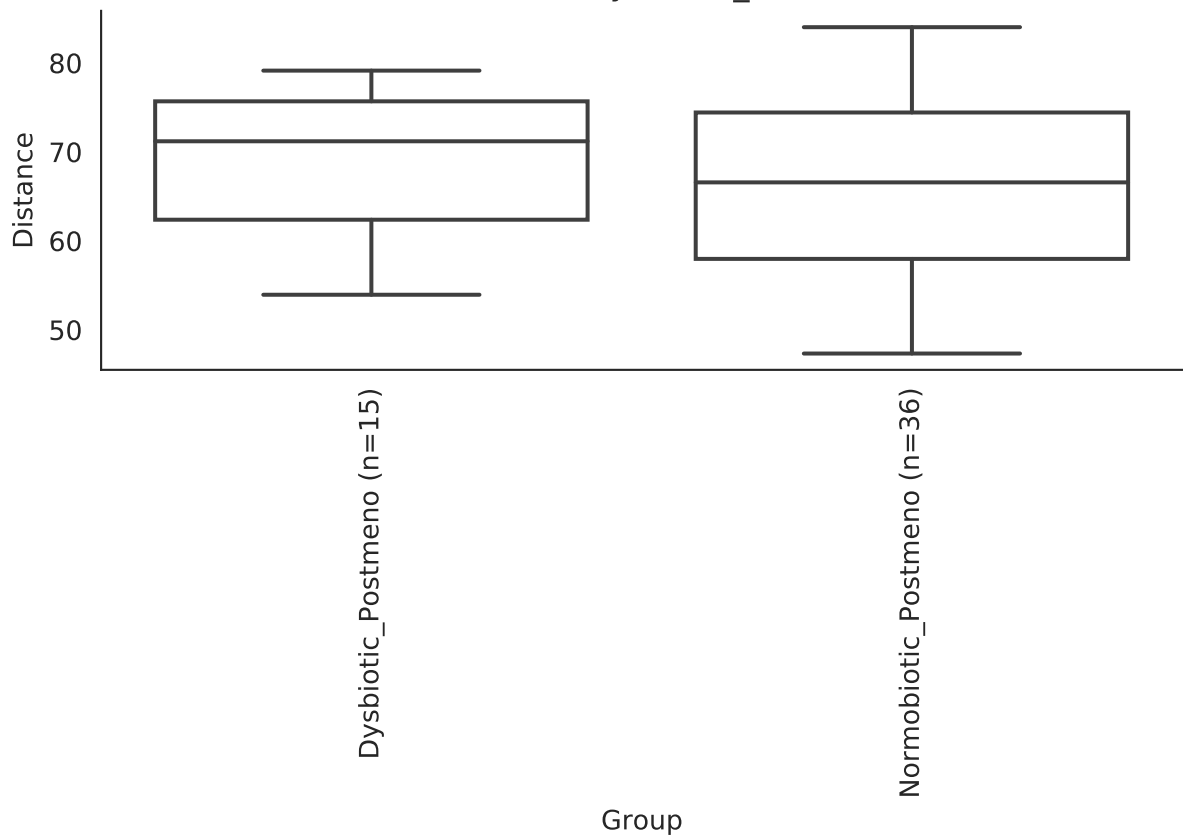 Distance
80
70
60
50
Dysbiotic_Postmeno (n=15)
Normobiotic_Postmeno (n=36)
Group